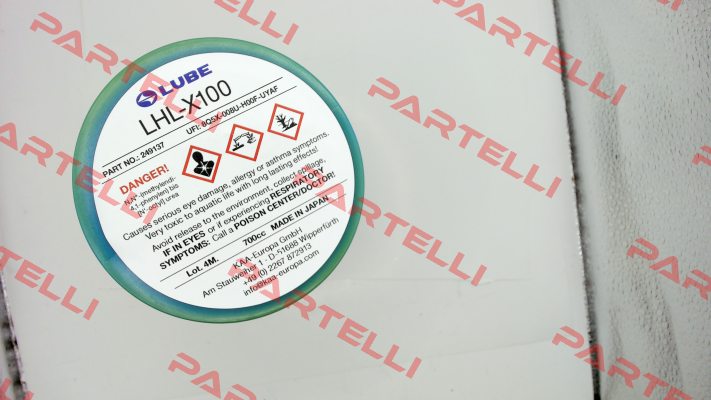 LUBE
LHL-X100
UFI: 8Q5X-008U-H00F-UYAF
PART NO.: 249137
DANGER!
N,N''-(methylendi-
4,1-phenylen) bis
[N'-octyl] urea
Causes serious eye damage, allergy or asthma symptoms.
Very toxic to aquatic life with long lasting effects!
Avoid release to the environment, collect spillage.
IF IN EYES or if experiencing RESPIRATORY
SYMPTOMS: Call a POISON CENTER/DOCTOR!
Lot. 4M. 700cc MADE IN JAPAN
KAA-Europa GmbH
Am Stauweiher 1 - D-51688 Wipperfürth
+49 (0) 2267 872913
info@kaa-europa.com
PARTELLI
PARTELLI
PARTELLI
PARTELLI
PARTELLI
PARTELLI
PARTELLI
PARTELLI
PARTELLI